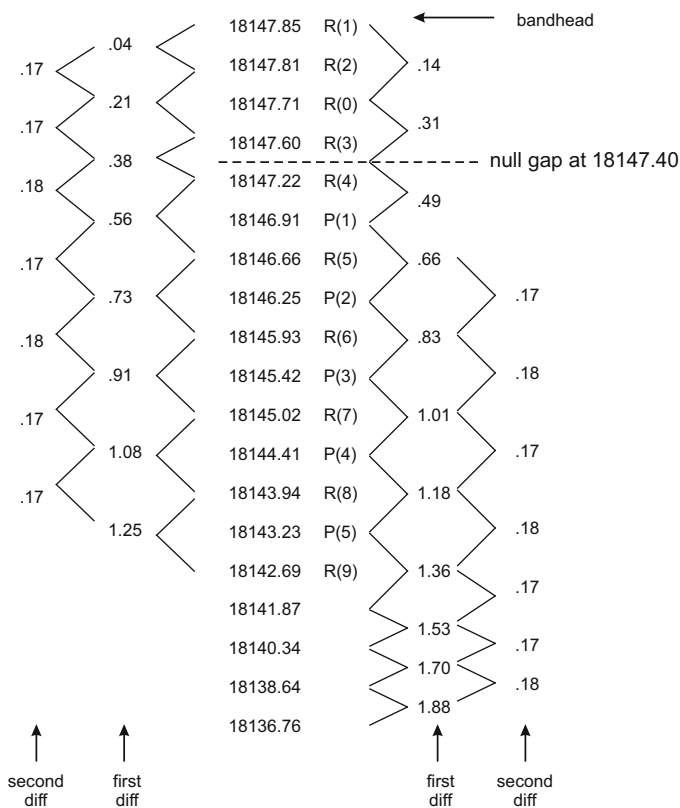 18147.85 R(1) bandhead
.04
18147.81 R(2) .14
.17
18147.71 R(0)
.21
.17 .31
18147.60 R(3)
.38 null gap at 18147.40
18147.22 R(4)
.18
.49
.56 18146.91 P(1)
.17 18146.66 R(5) .66
.73 18146.25 P(2) .17
.18 18145.93 R(6) .83
.91 18145.42 P(3) .18
.17 18145.02 R(7) 1.01
1.08 18144.41 P(4) .17
.17 18143.94 R(8) 1.18
1.25 18143.23 P(5) .18
18142.69 R(9) 1.36
.17
18141.87
1.53
18140.34 .17
1.70
18138.64 .18
1.88
18136.76
second diff
first diff
first diff
second diff